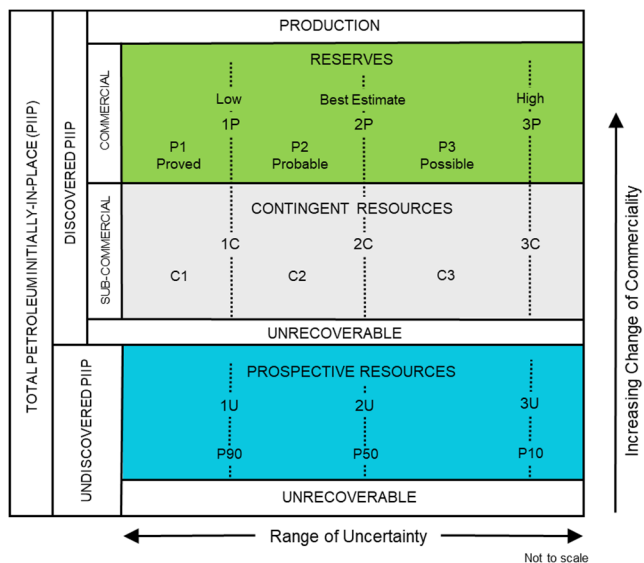 PRODUCTION
RESERVES
Low Best Estimate High
1P 2P 3P
P1 P2 P3
Proved Probable Possible
CONTINGENT RESOURCES
1C 2C 3C
C1 C2 C3
UNRECOVERABLE
PROSPECTIVE RESOURCES
1U 2U 3U
P90 P50 P10
UNRECOVERABLE
TOTAL PETROLEUM INITIALLY-IN-PLACE (PIIP)
DISCOVERED PIIP
UNDISCOVERED PIIP
COMMERCIAL
SUB-COMMERCIAL
Increasing Change of Commerciality
Range of Uncertainty
Not to scale